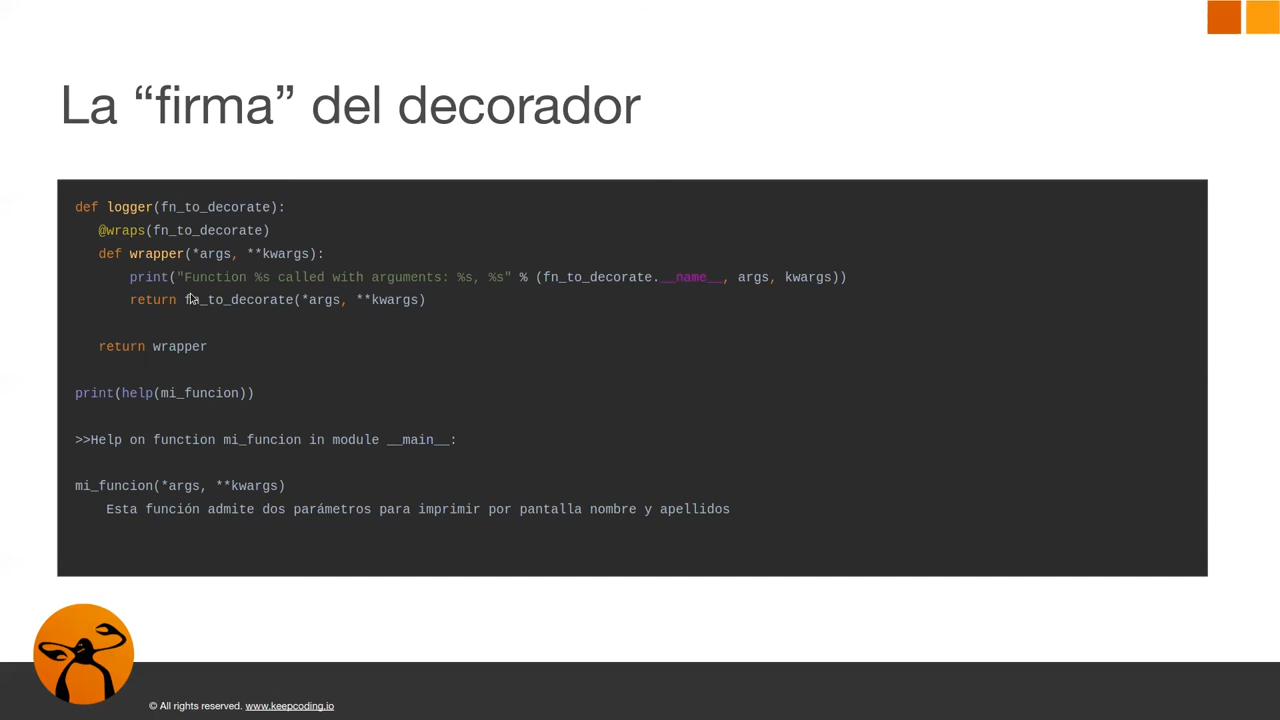 La “firma” del decorador
def logger(fn_to_decorate):
@wraps(fn_to_decorate)
def wrapper(*args, **kwargs):
print("Function %s called with arguments: %s, %s" % (fn_to_decorate.__name__, args, kwargs))
return fn_to_decorate(*args, **kwargs)
return wrapper
print(help(mi_funcion))
>>Help on function mi_funcion in module __main__:
mi_funcion(*args, **kwargs)
Esta función admite dos parámetros para imprimir por pantalla nombre y apellidos
© All rights reserved. www.keepcoding.io